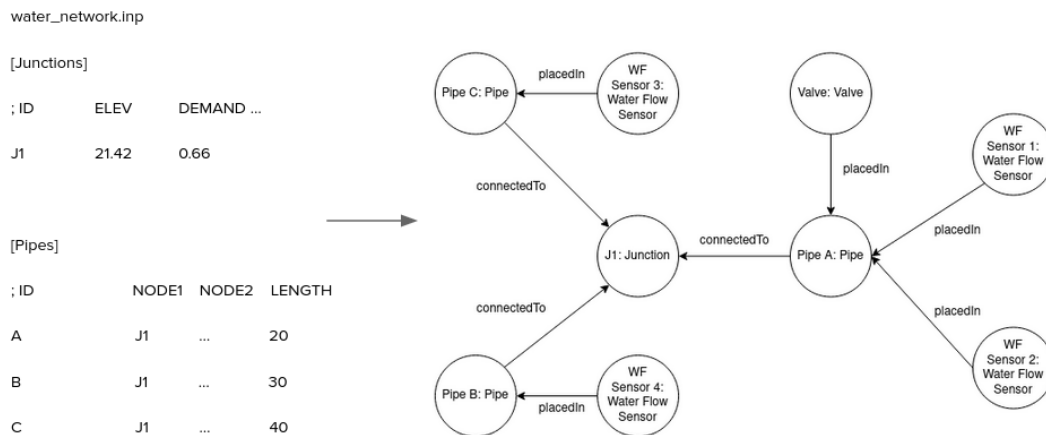 water_network.inp
[Junctions]
; ID ELEV DEMAND ...
J1 21.42 0.66
[Pipes]
; ID NODE1 NODE2 LENGTH
A J1 ... 20
B J1 ... 30
C J1 ... 40
Pipe C: Pipe
placedIn
WF
Sensor 3:
Water Flow
Sensor
Valve: Valve
WF
Sensor 1:
Water Flow
Sensor
connectedTo
placedIn
placedIn
J1: Junction
connectedTo
Pipe A: Pipe
connectedTo
placedIn
Pipe B: Pipe
placedIn
WF
Sensor 4:
Water Flow
Sensor
WF
Sensor 2:
Water Flow
Sensor